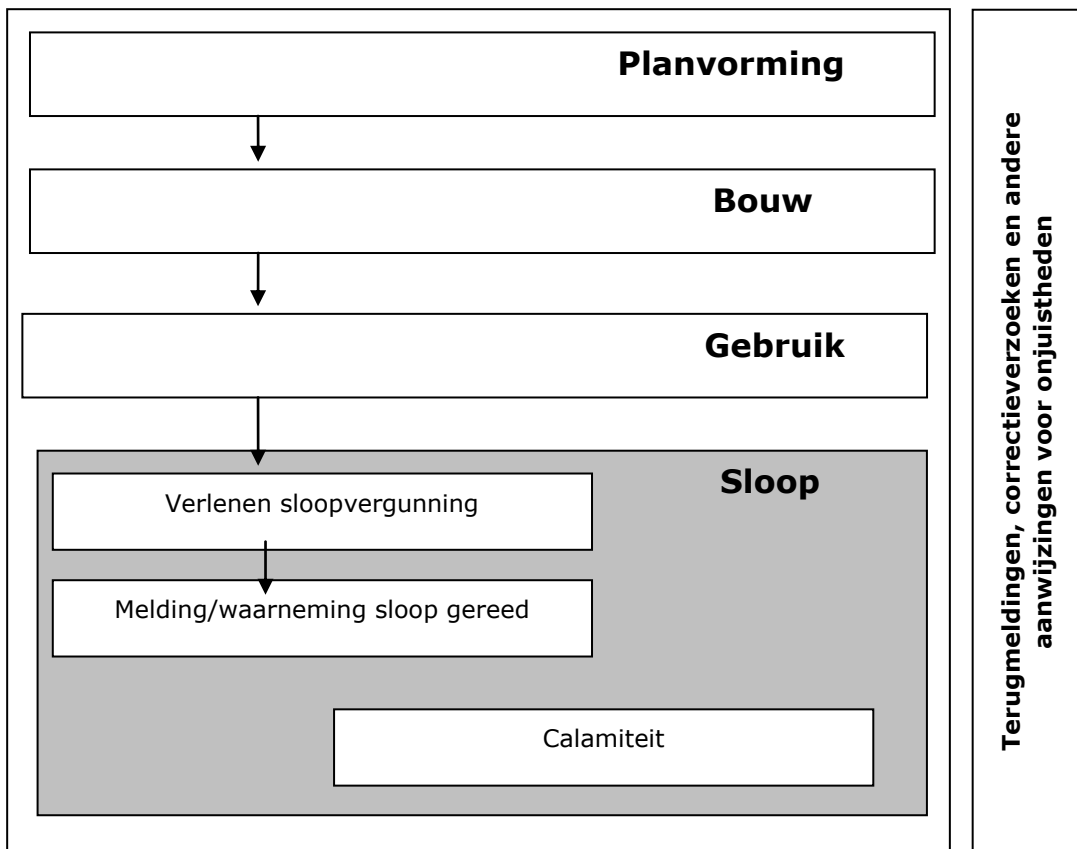 Planvorming
Bouw
Gebruik
Sloop
Verlenen sloopvergunning
Melding/waarneming sloop gereed
Calamiteit
Terugmeldingen, correctieverzoeken en andere
aanwijzingen voor onjuistheden